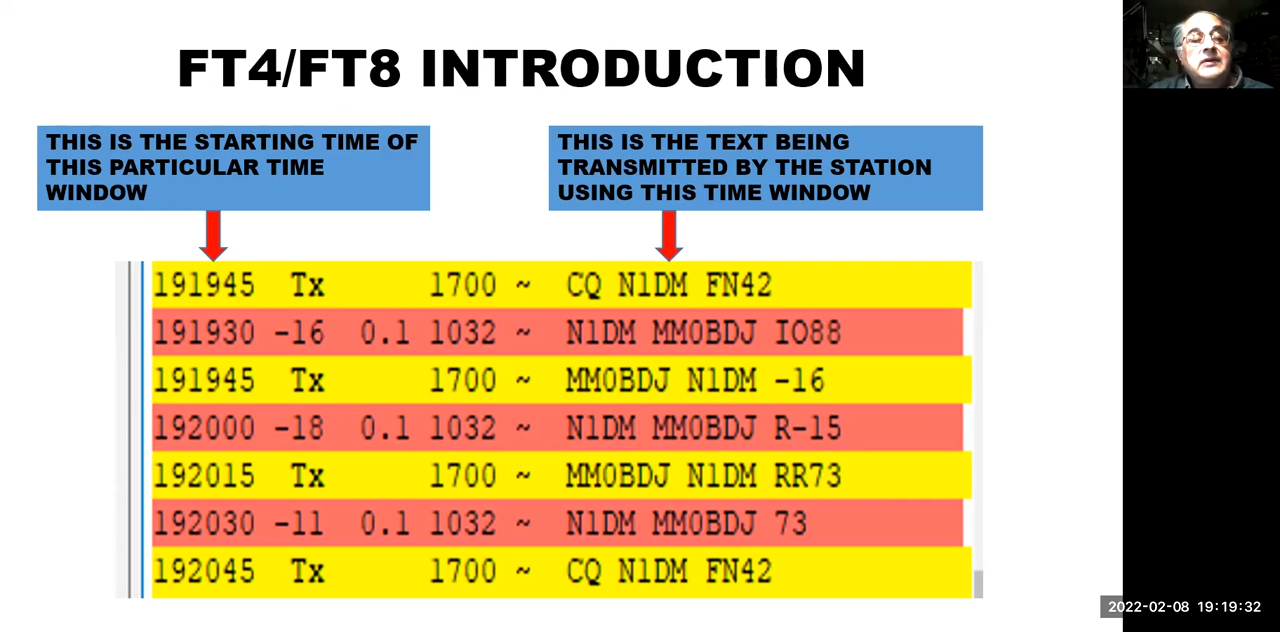 FT4/FT8 INTRODUCTION
THIS IS THE STARTING TIME OF
THIS PARTICULAR TIME
WINDOW
THIS IS THE TEXT BEING
TRANSMITTED BY THE STATION
USING THIS TIME WINDOW
191945 Tx 1700 ~ CQ N1DM FN42
191930 -16 0.1 1032 ~ N1DM MM0BDJ IO88
191945 Tx 1700 ~ MM0BDJ N1DM -16
192000 -18 0.1 1032 ~ N1DM MM0BDJ R-15
192015 Tx 1700 ~ MM0BDJ N1DM RR73
192030 -11 0.1 1032 ~ N1DM MM0BDJ 73
192045 Tx 1700 ~ CQ N1DM FN42
2022-02-08 19:19:32